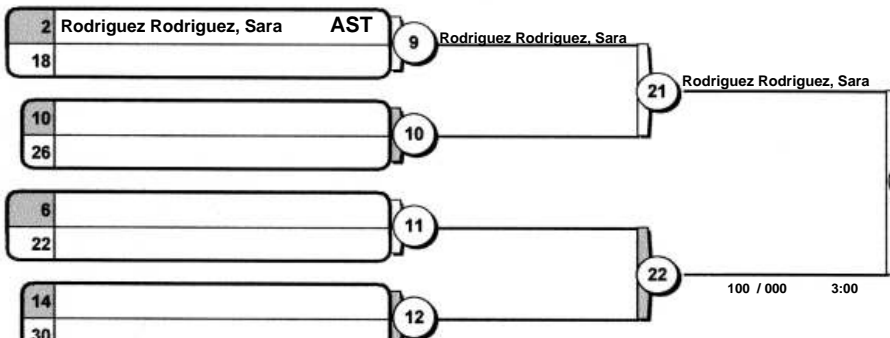 2 Rodriguez Rodriguez, Sara AST
9 Rodriguez Rodriguez, Sara
18
21 Rodriguez Rodriguez, Sara
10
10
26
6
11
22
22
100 / 000 3:00
14
12
30